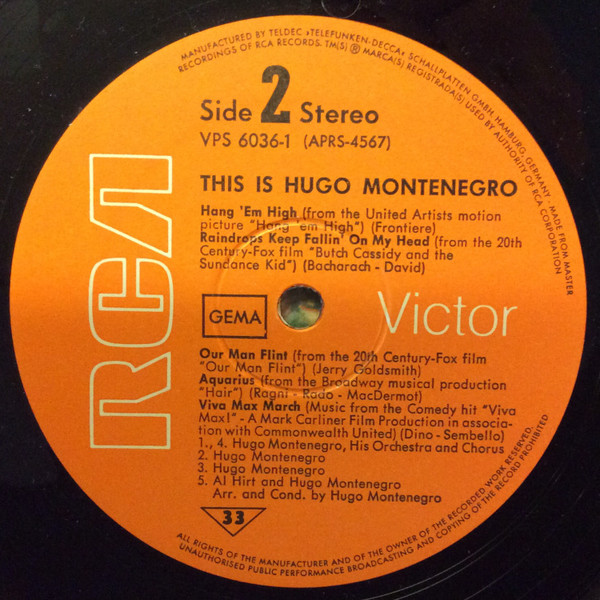 MANUFACTURED BY TELDEC »TELEFUNKEN-DECCA« SCHALLPLATTEN GMBH, HAMBURG, GERMANY · MADE FROM MASTER
RECORDINGS OF RCA RECORDS. TM(S) ® MARCA(S) REGISTRADA(S) USED BY AUTHORITY OF RCA CORPORATION
Side 2 Stereo
VPS 6036-1 (APRS-4567)
THIS IS HUGO MONTENEGRO
Hang 'Em High (from the United Artists motion
picture "Hang 'em High") (Frontiere)
Raindrops Keep Fallin' On My Head (from the 20th
Century-Fox film "Butch Cassidy and the
Sundance Kid") (Bacharach - David)
RCA
GEMA
Victor
Our Man Flint (from the 20th Century-Fox film
"Our Man Flint") (Jerry Goldsmith)
Aquarius (from the Broadway musical production
"Hair") (Ragni - Rado - MacDermot)
Viva Max March (Music from the Comedy hit "Viva
Max!" - A Mark Carliner Film Production in associa-
tion with Commonwealth United) (Dino - Sembello)
1., 4. Hugo Montenegro, His Orchestra and Chorus
2. Hugo Montenegro
3. Hugo Montenegro
5. Al Hirt and Hugo Montenegro
Arr. and Cond. by Hugo Montenegro
33
ALL RIGHTS OF THE MANUFACTURER AND OF THE OWNER OF THE RECORDED WORK RESERVED.
UNAUTHORISED PUBLIC PERFORMANCE BROADCASTING AND COPYING OF THE RECORD PROHIBITED